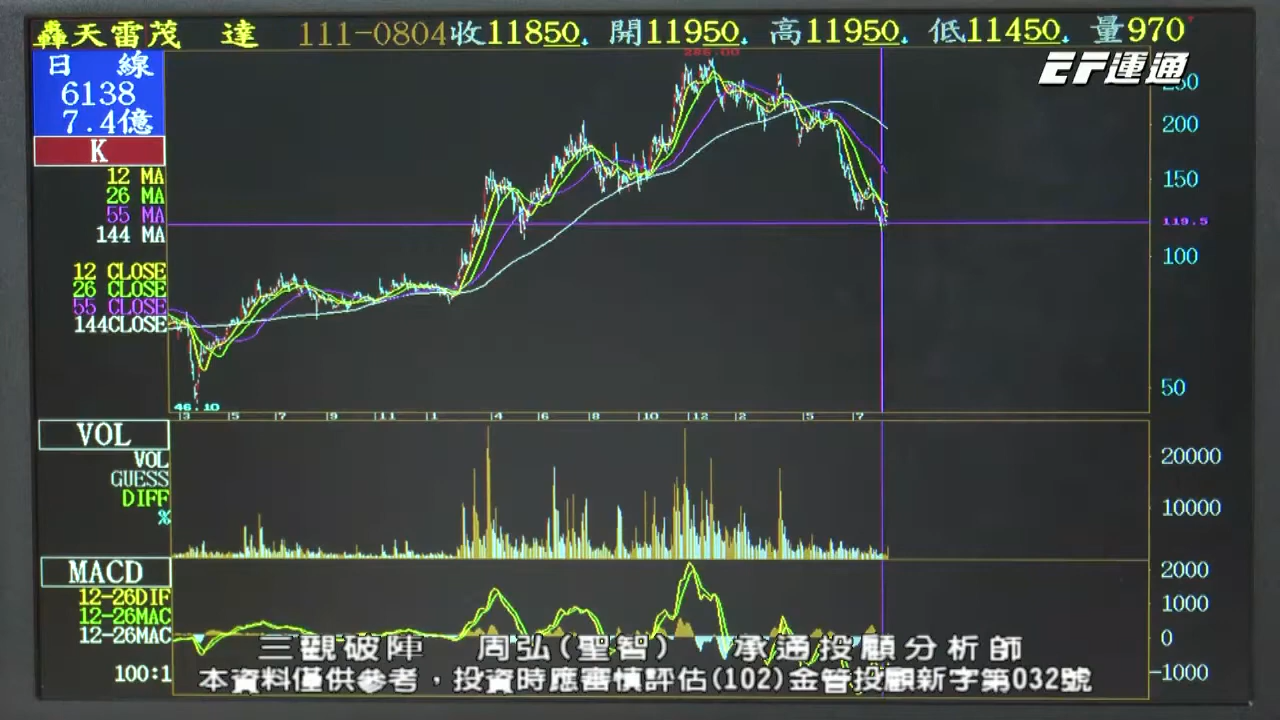 轟天雷茂 達 111-0804收11850 開11950 高11950 低11450 量970
EF運通
日 線
6138
7.4億
K
12 MA
26 MA
55 MA
144 MA
12 CLOSE
26 CLOSE
55 CLOSE
144CLOSE
286.00
250
200
150
119.5
100
50
46.10
3 5 7 9 11 1 4 6 8 10 12 2 5 7
VOL
VOL
GUESS
DIFF
%
20000
10000
MACD
12-26DIF
12-26MAC
12-26MAC
100:1
2000
1000
0
-1000
三觀破陣 周弘(聖智) 承通投顧分析師
本資料僅供參考，投資時應審慎評估(102)金管投顧新字第032號